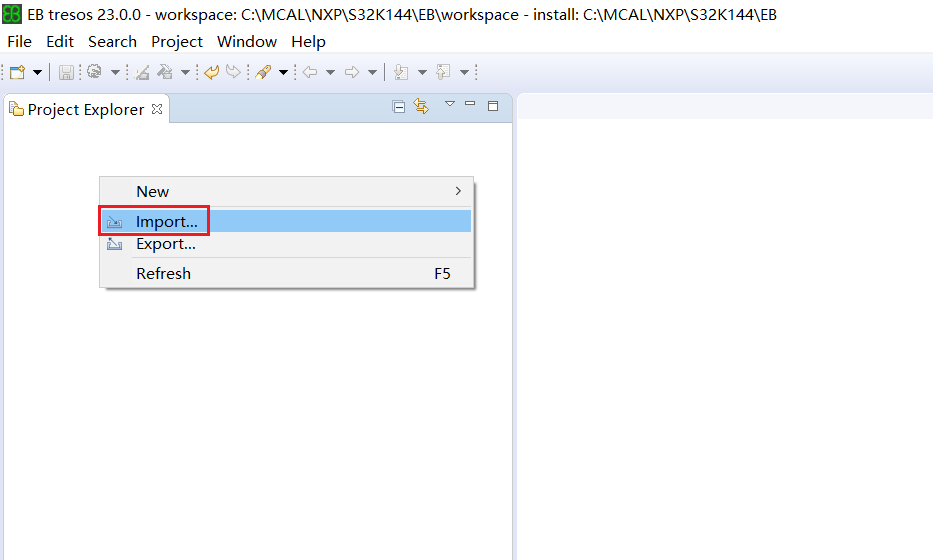 EB tresos 23.0.0 - workspace: C:\MCAL\NXP\S32K144\EB\workspace - install: C:\MCAL\NXP\S32K144\EB
File Edit Search Project Window Help
Project Explorer
New
Import...
Export...
Refresh F5